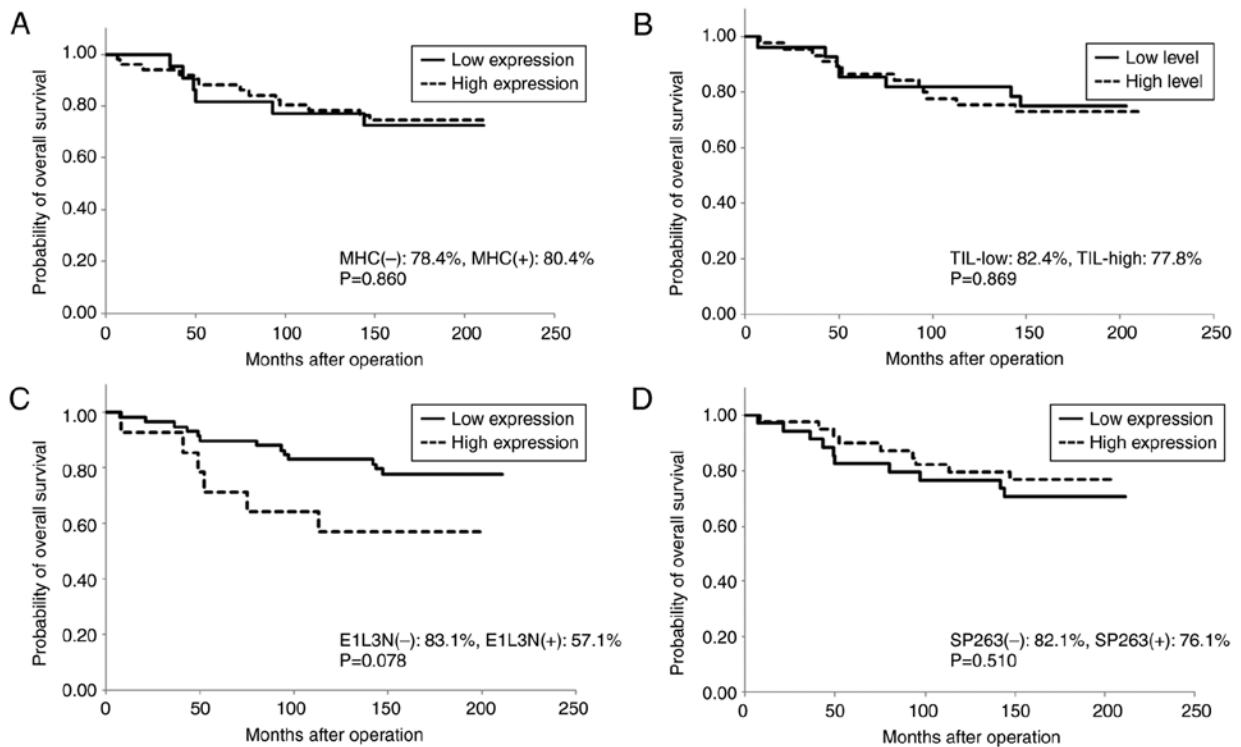 A
Probability of overall survival
1.00
0.80
0.60
0.40
0.20
0.00
Low expression
High expression
MHC(–): 78.4%, MHC(+): 80.4%
P=0.860
0 50 100 150 200 250
Months after operation
B
Probability of overall survival
1.00
0.80
0.60
0.40
0.20
0.00
Low level
High level
TIL-low: 82.4%, TIL-high: 77.8%
P=0.869
0 50 100 150 200 250
Months after operation
C
Probability of overall survival
1.00
0.80
0.60
0.40
0.20
0.00
Low expression
High expression
E1L3N(–): 83.1%, E1L3N(+): 57.1%
P=0.078
0 50 100 150 200 250
Months after operation
D
Probability of overall survival
1.00
0.80
0.60
0.40
0.20
0.00
Low expression
High expression
SP263(–): 82.1%, SP263(+): 76.1%
P=0.510
0 50 100 150 200 250
Months after operation